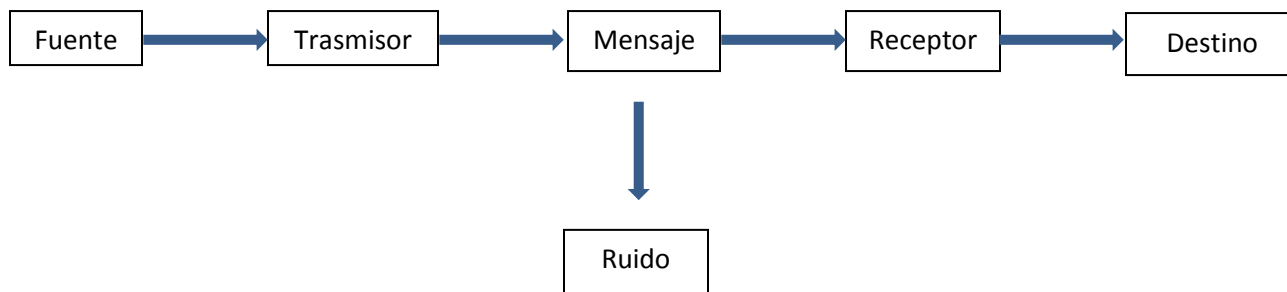 Fuente
Trasmisor
Mensaje
Receptor
Destino
Ruido